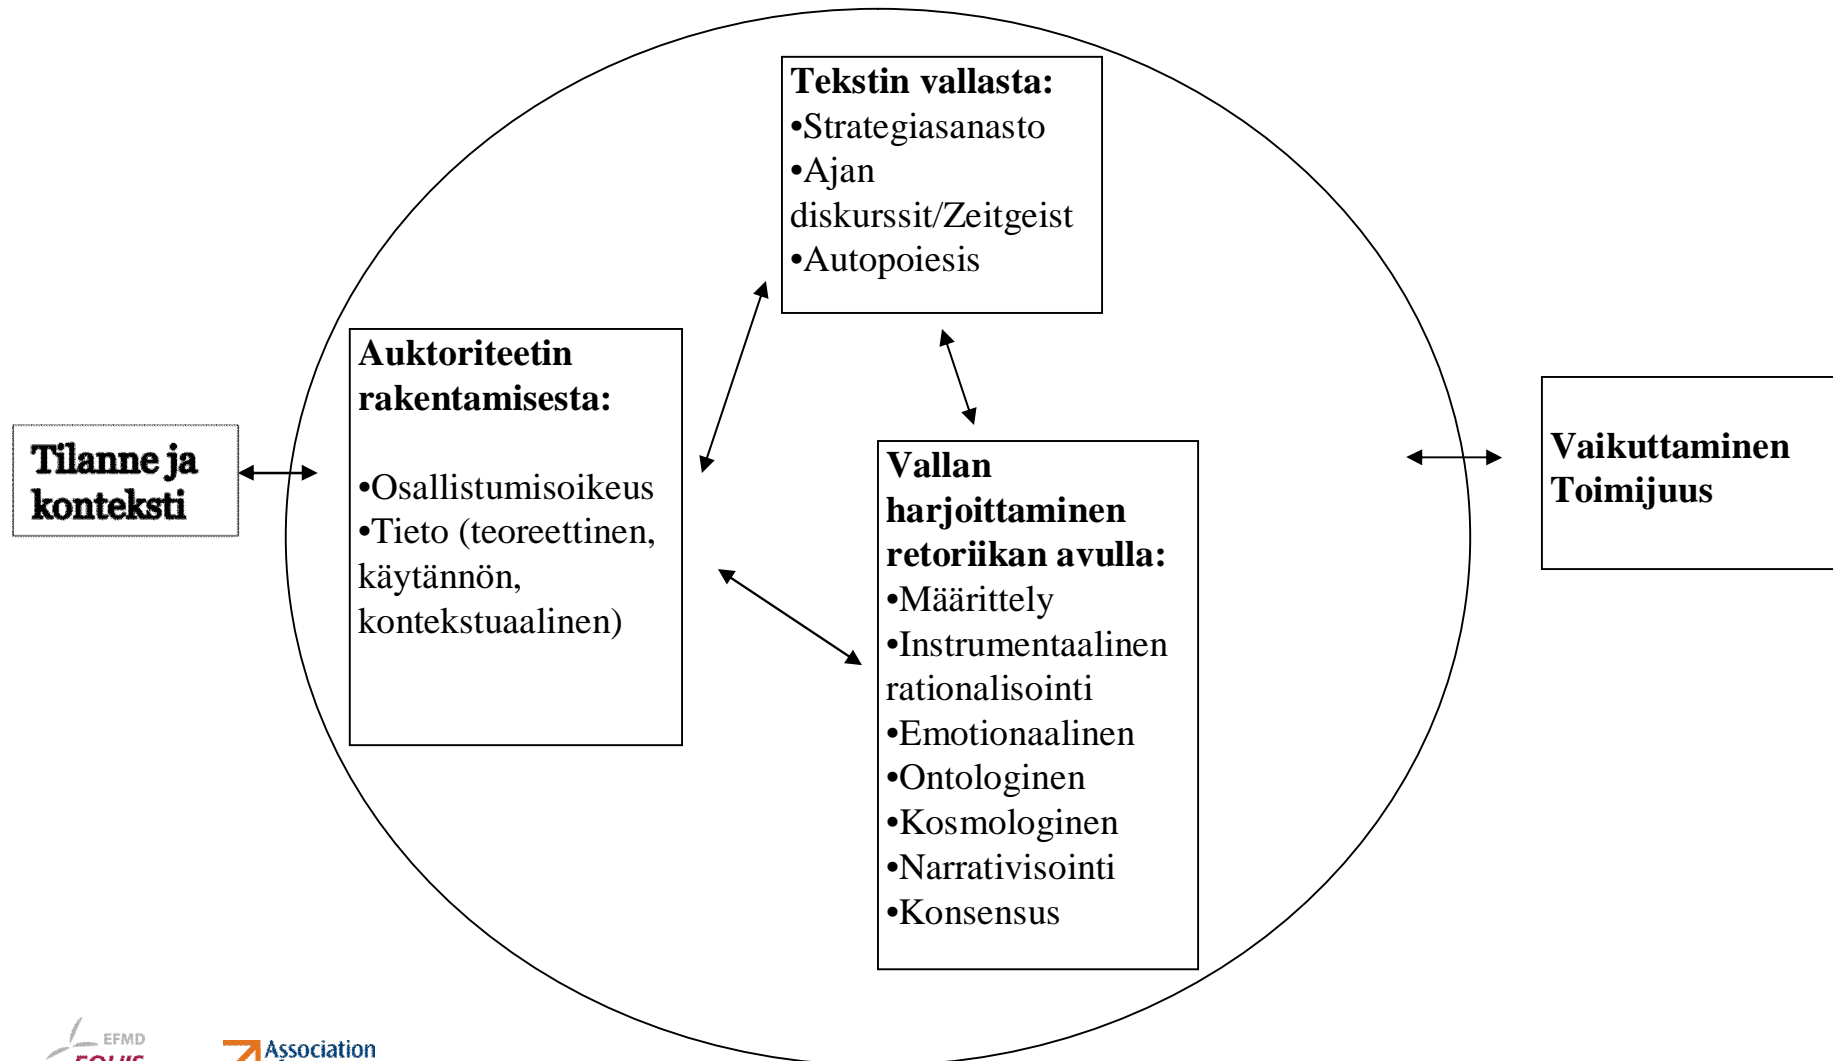 Tekstin vallasta:
•Strategiasanasto
•Ajan
diskurssit/Zeitgeist
•Autopoiesis
Auktoriteetin
rakentamisesta:
•Osallistumisoikeus
•Tieto (teoreettinen,
käytännön,
kontekstuaalinen)
Tilanne ja
konteksti
Vallan
harjoittaminen
retoriikan avulla:
•Määrittely
•Instrumentaalinen
rationalisointi
•Emotionaalinen
•Ontologinen
•Kosmologinen
•Narrativisointi
•Konsensus
Vaikuttaminen
Toimijuus
EFMD
Association